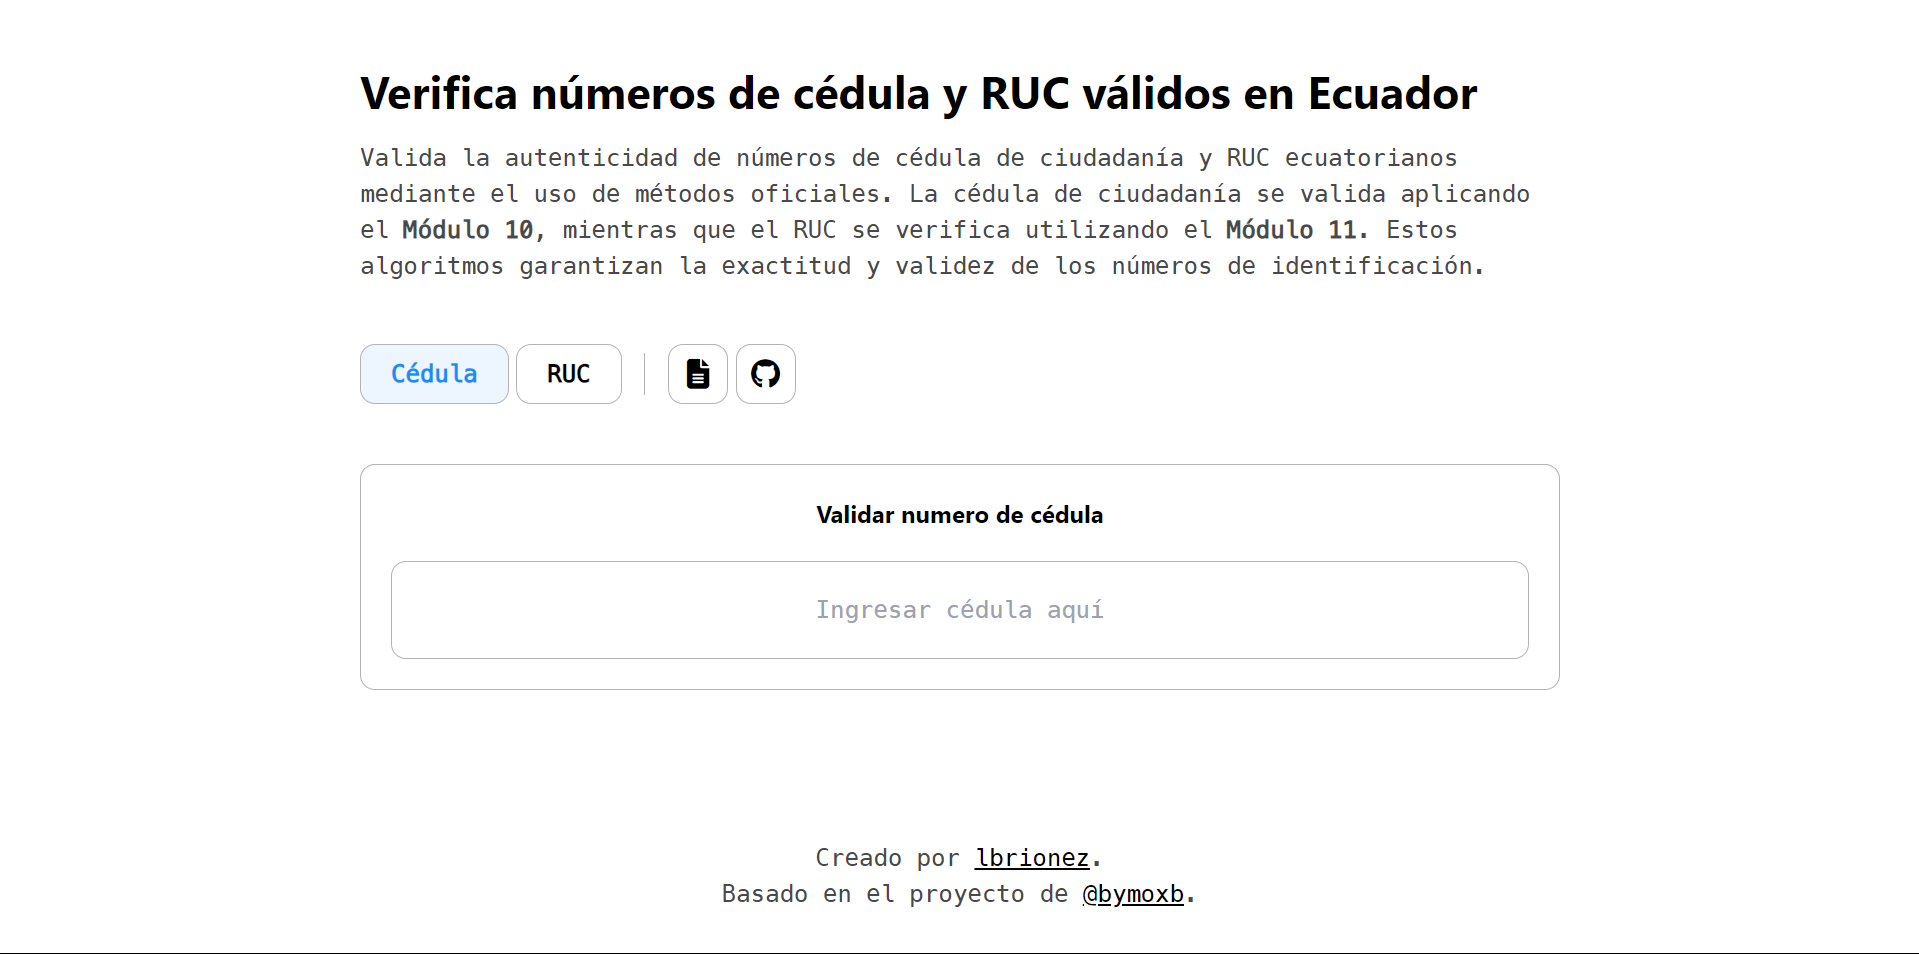 Verifica números de cédula y RUC válidos en Ecuador
Valida la autenticidad de números de cédula de ciudadanía y RUC ecuatorianos
mediante el uso de métodos oficiales. La cédula de ciudadanía se valida aplicando
el Módulo 10, mientras que el RUC se verifica utilizando el Módulo 11. Estos
algoritmos garantizan la exactitud y validez de los números de identificación.
Cédula RUC
Validar numero de cédula
Ingresar cédula aquí
Creado por lbrionez.
Basado en el proyecto de @bymoxb.